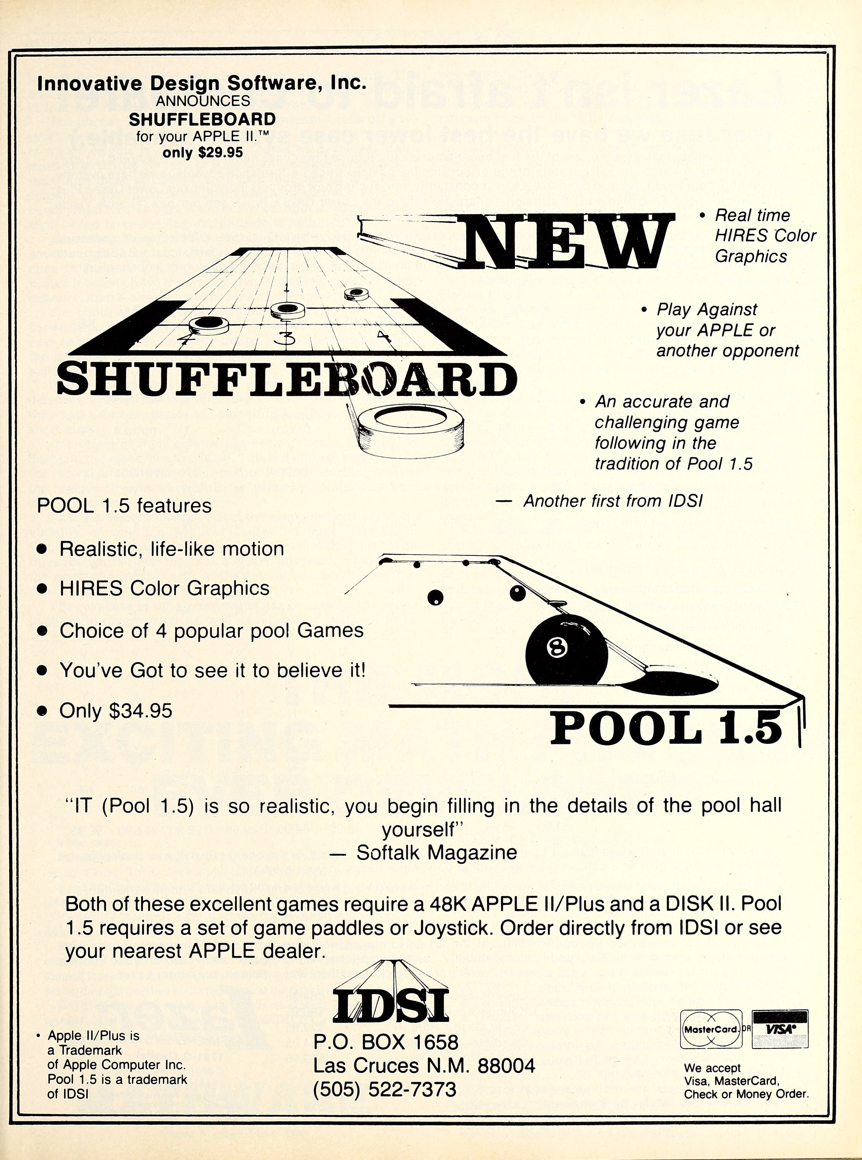 Innovative Design Software, Inc.
ANNOUNCES
SHUFFLEBOARD
for your APPLE II.™
only $29.95
NEW
• Real time
HIRES Color
Graphics
• Play Against
your APPLE or
another opponent
1
4 3 4
SHUFFLEBOARD
• An accurate and
challenging game
following in the
tradition of Pool 1.5
— Another first from IDSI
POOL 1.5 features
● Realistic, life-like motion
● HIRES Color Graphics
● Choice of 4 popular pool Games
● You've Got to see it to believe it!
● Only $34.95
8
POOL 1.5
"IT (Pool 1.5) is so realistic, you begin filling in the details of the pool hall
yourself"
— Softalk Magazine
Both of these excellent games require a 48K APPLE II/Plus and a DISK II. Pool
1.5 requires a set of game paddles or Joystick. Order directly from IDSI or see
your nearest APPLE dealer.
IDSI
P.O. BOX 1658
Las Cruces N.M. 88004
(505) 522-7373
• Apple II/Plus is
a Trademark
of Apple Computer Inc.
Pool 1.5 is a trademark
of IDSI
MasterCard OR VISA
We accept
Visa, MasterCard,
Check or Money Order.